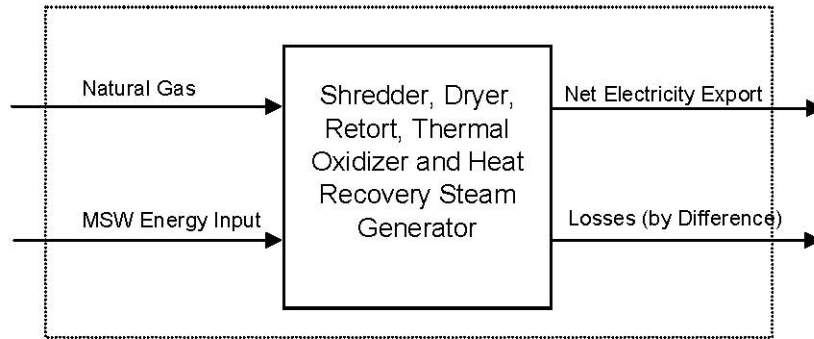 Natural Gas
MSW Energy Input
Shredder, Dryer,
Retort, Thermal
Oxidizer and Heat
Recovery Steam
Generator
Net Electricity Export
Losses (by Difference)